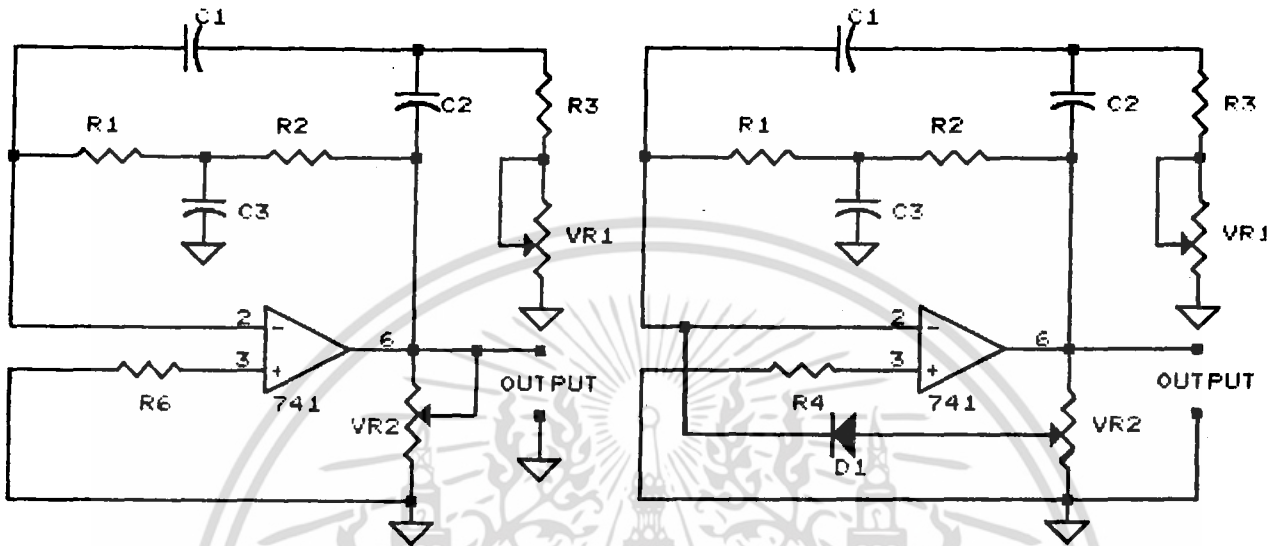 C1
C2
R3
R1
R2
C3
VR1
2
-
6
3
+
OUTPUT
R6
741
VR2
C1
C2
R3
R1
R2
C3
VR1
2
-
6
3
+
OUTPUT
R4
741
VR2
D1